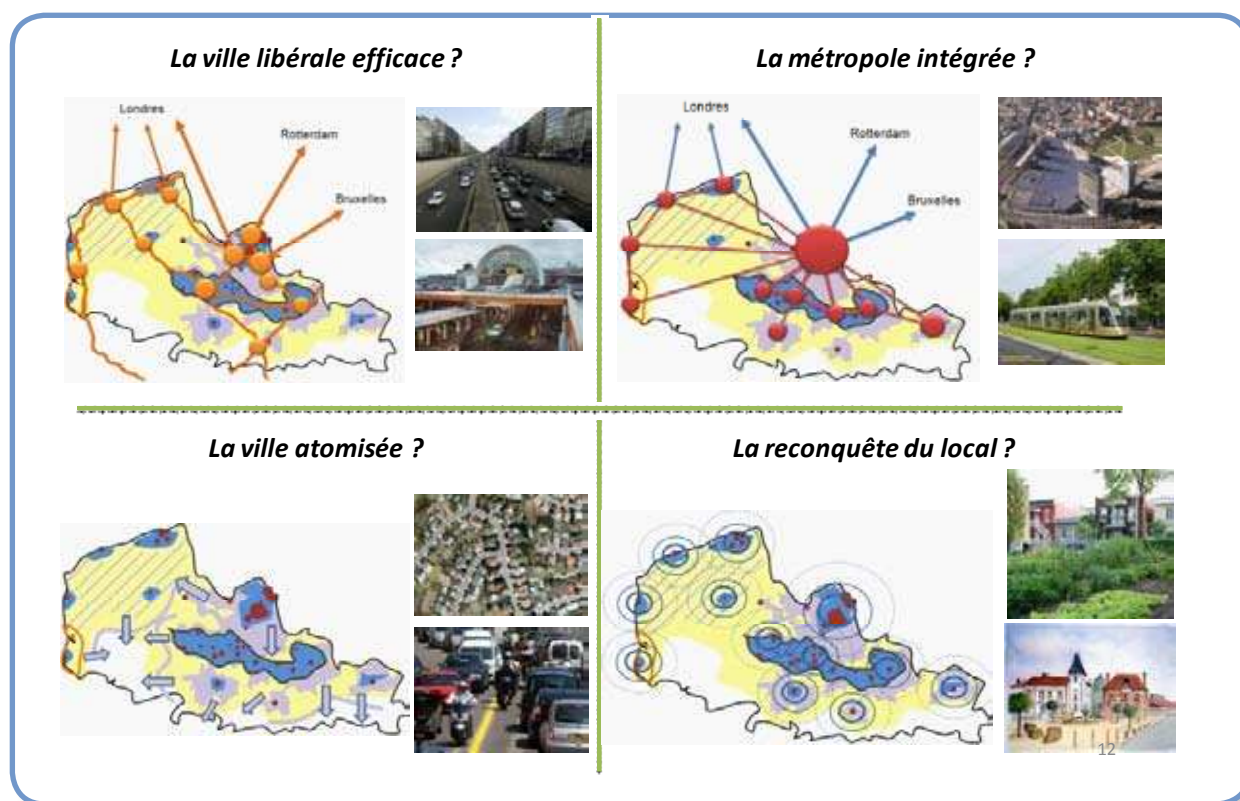 La ville libérale efficace ?
Londres
Rotterdam
Bruxelles
La métropole intégrée ?
Londres
Rotterdam
Bruxelles
La ville atomisée ?
La reconquête du local ?
12